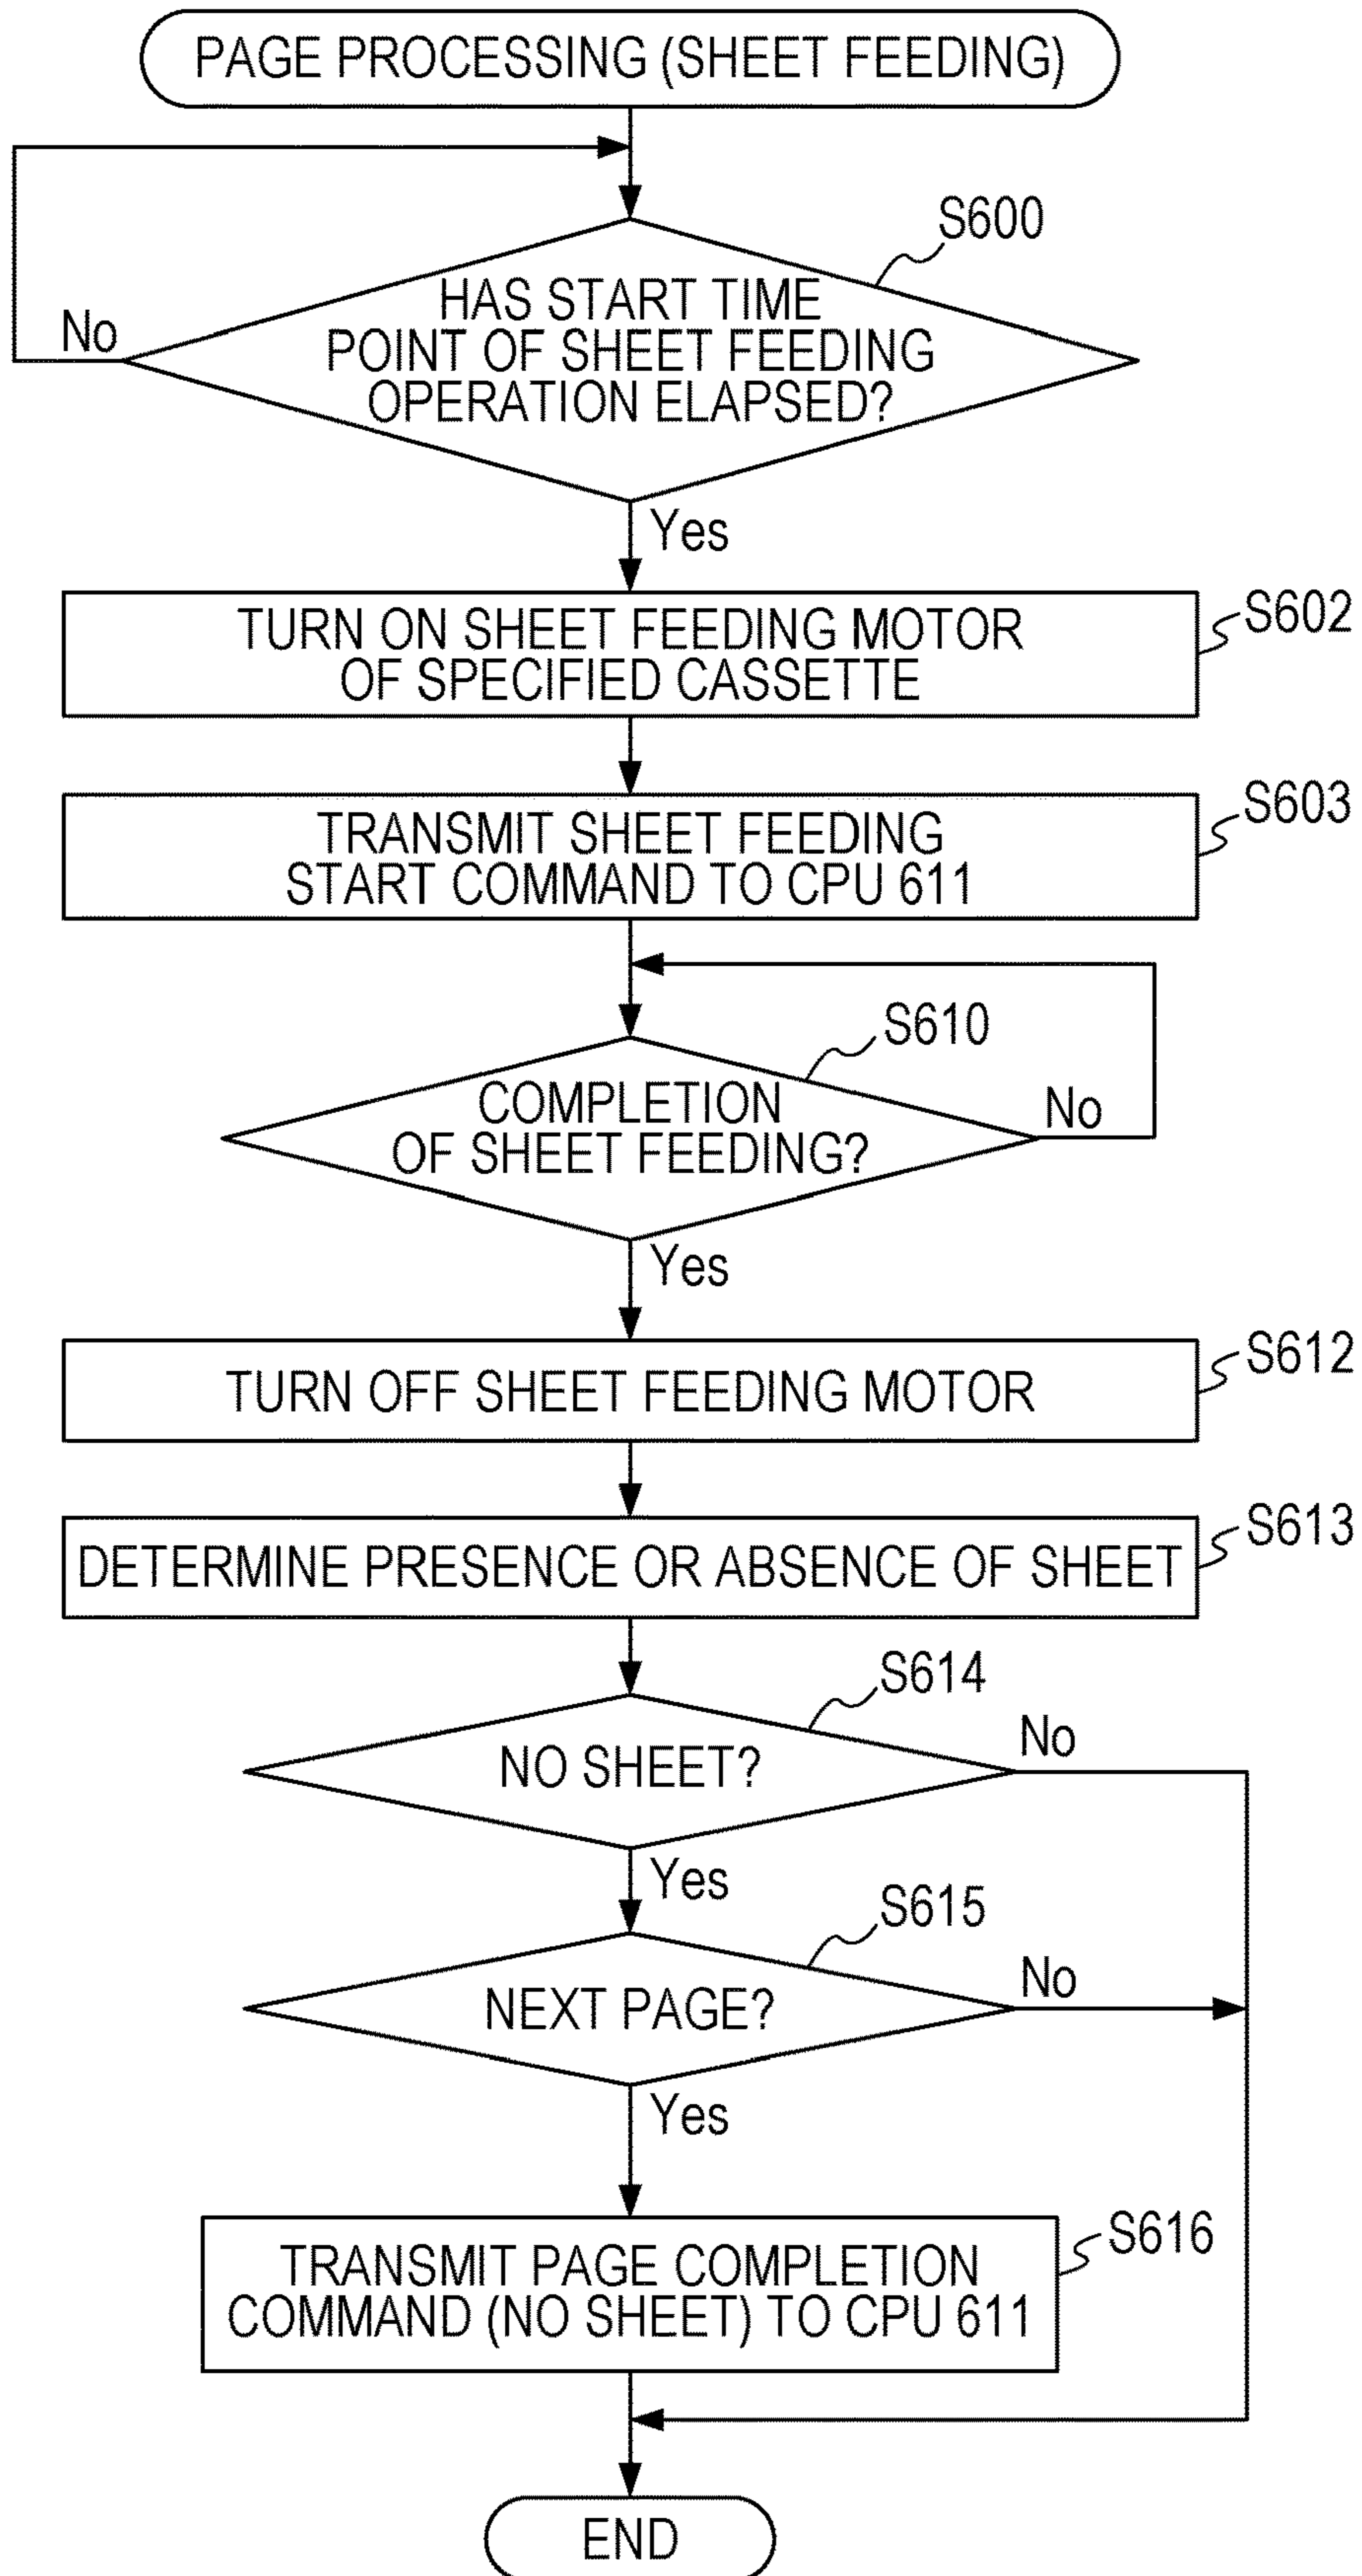 PAGE PROCESSING (SHEET FEEDING)
S600
HAS START TIME
POINT OF SHEET FEEDING
OPERATION ELAPSED?
No
Yes
TURN ON SHEET FEEDING MOTOR
OF SPECIFIED CASSETTE
S602
TRANSMIT SHEET FEEDING
START COMMAND TO CPU 611
S603
S610
COMPLETION
OF SHEET FEEDING?
No
Yes
TURN OFF SHEET FEEDING MOTOR
S612
DETERMINE PRESENCE OR ABSENCE OF SHEET
S613
S614
NO SHEET?
No
Yes
S615
NEXT PAGE?
No
Yes
TRANSMIT PAGE COMPLETION
COMMAND (NO SHEET) TO CPU 611
S616
END